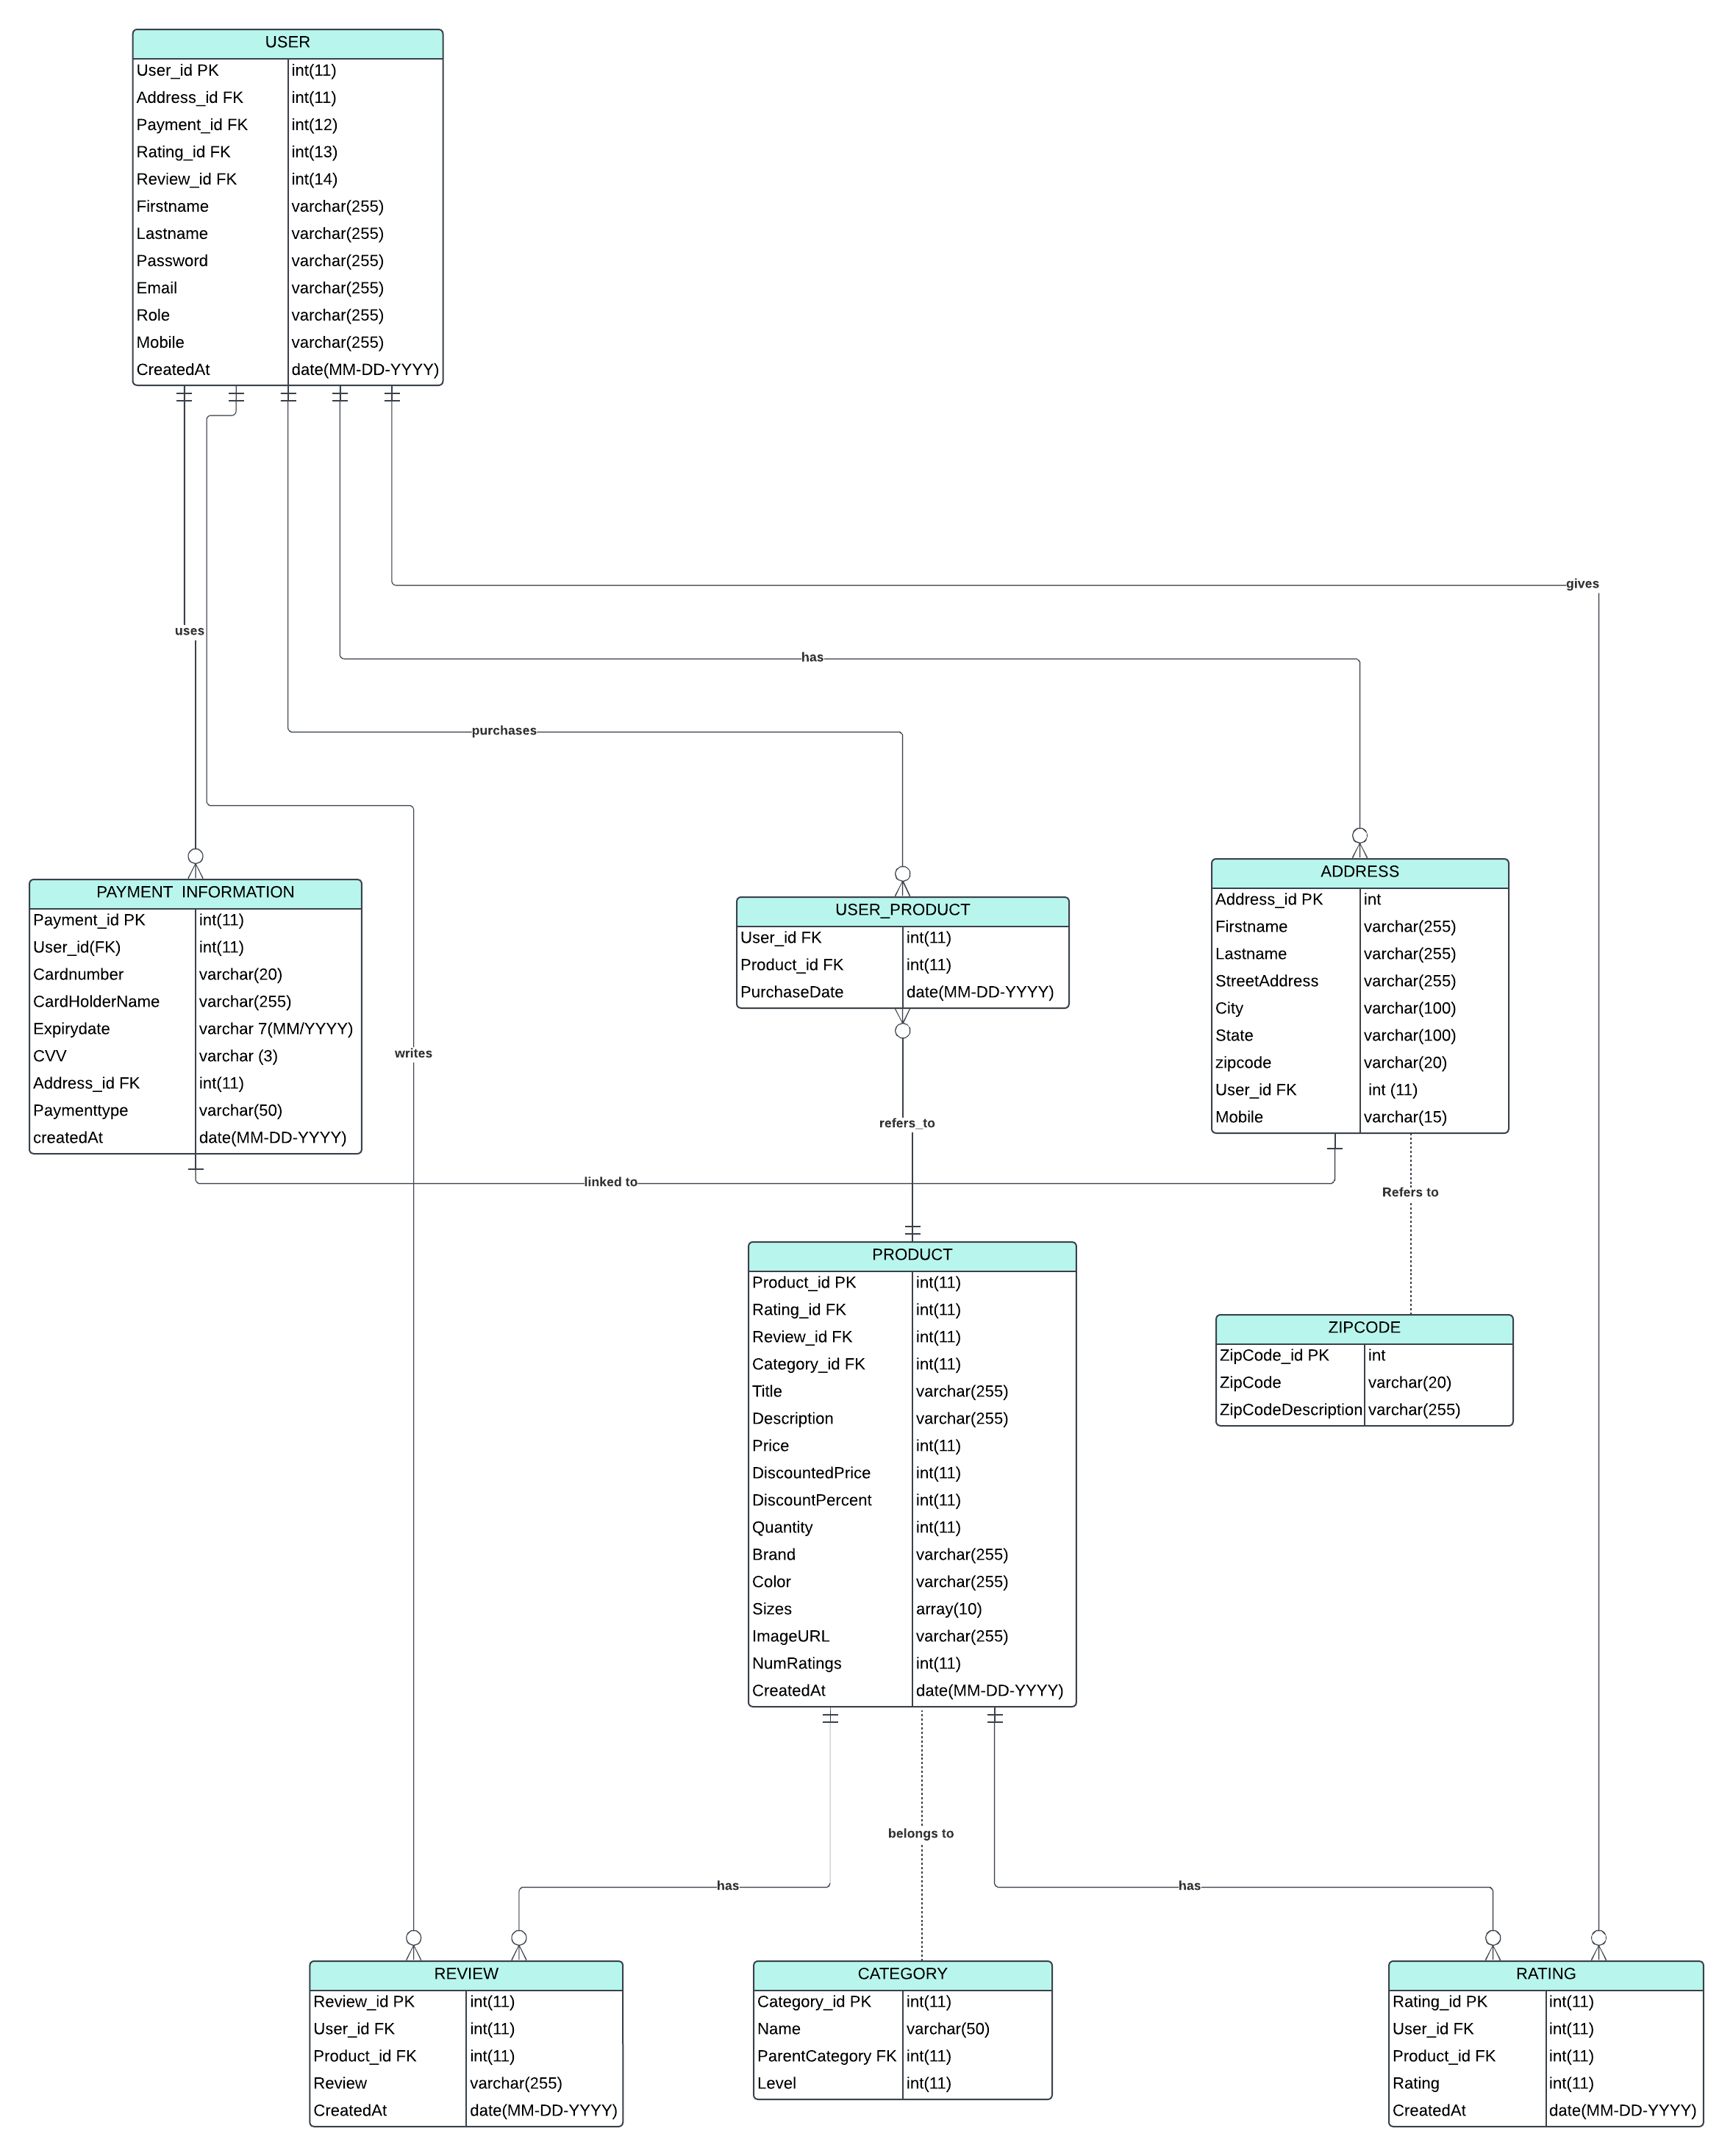 USER
User_id PK int(11)
Address_id FK int(11)
Payment_id FK int(12)
Rating_id FK int(13)
Review_id FK int(14)
Firstname varchar(255)
Lastname varchar(255)
Password varchar(255)
Email varchar(255)
Role varchar(255)
Mobile varchar(255)
CreatedAt date(MM-DD-YYYY)
gives
uses
has
purchases
PAYMENT INFORMATION
Payment_id PK int(11)
User_id(FK) int(11)
Cardnumber varchar(20)
CardHolderName varchar(255)
Expirydate varchar 7(MM/YYYY)
CVV varchar (3)
Address_id FK int(11)
Paymenttype varchar(50)
createdAt date(MM-DD-YYYY)
writes
USER_PRODUCT
User_id FK int(11)
Product_id FK int(11)
PurchaseDate date(MM-DD-YYYY)
ADDRESS
Address_id PK int
Firstname varchar(255)
Lastname varchar(255)
StreetAddress varchar(255)
City varchar(100)
State varchar(100)
zipcode varchar(20)
User_id FK int (11)
Mobile varchar(15)
refers_to
linked to
Refers to
PRODUCT
Product_id PK int(11)
Rating_id FK int(11)
Review_id FK int(11)
Category_id FK int(11)
Title varchar(255)
Description varchar(255)
Price int(11)
DiscountedPrice int(11)
DiscountPercent int(11)
Quantity int(11)
Brand varchar(255)
Color varchar(255)
Sizes array(10)
ImageURL varchar(255)
NumRatings int(11)
CreatedAt date(MM-DD-YYYY)
ZIPCODE
ZipCode_id PK int
ZipCode varchar(20)
ZipCodeDescription varchar(255)
belongs to
has
has
REVIEW
Review_id PK int(11)
User_id FK int(11)
Product_id FK int(11)
Review varchar(255)
CreatedAt date(MM-DD-YYYY)
CATEGORY
Category_id PK int(11)
Name varchar(50)
ParentCategory FK int(11)
Level int(11)
RATING
Rating_id PK int(11)
User_id FK int(11)
Product_id FK int(11)
Rating int(11)
CreatedAt date(MM-DD-YYYY)